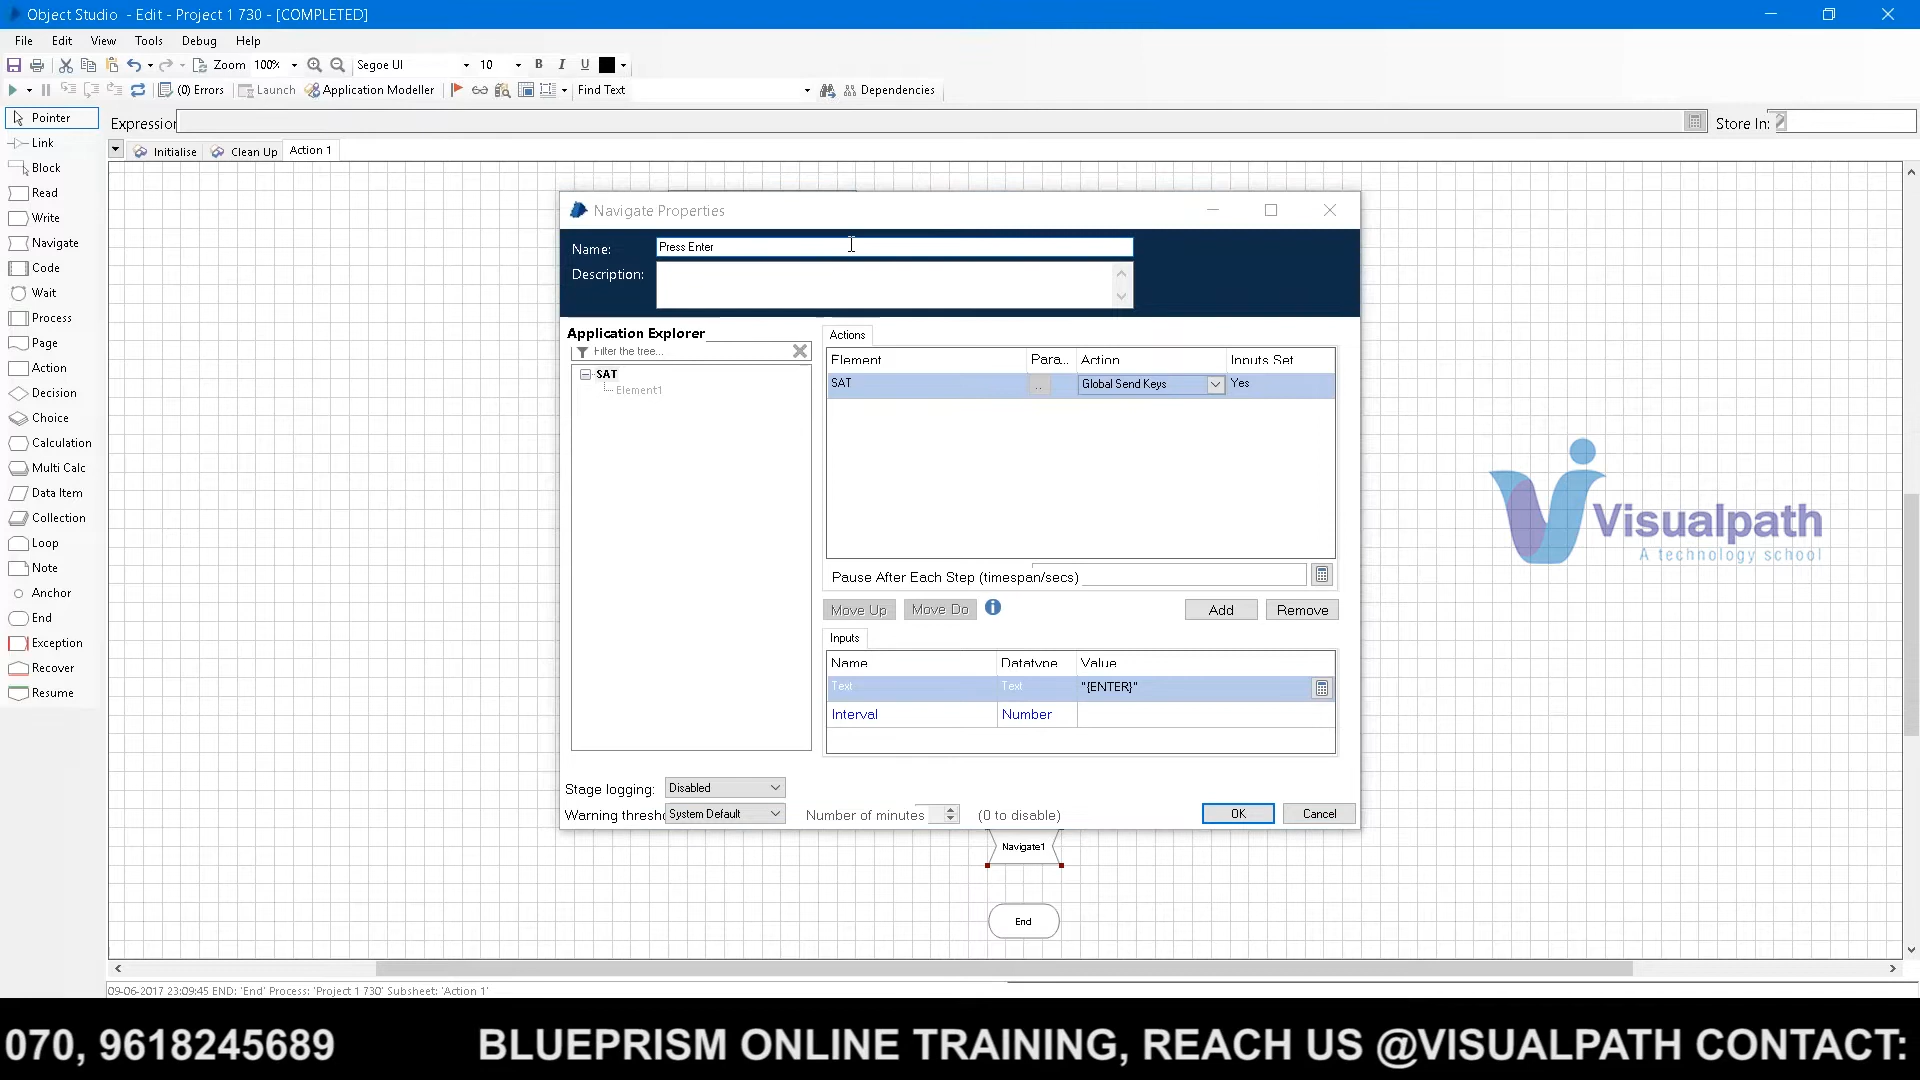 Object Studio - Edit - Project 1 730 - [COMPLETED]
File Edit View Tools Debug Help
Zoom 100% Segoe UI 10 B I U
(0) Errors Launch Application Modeller Find Text Dependencies
Pointer
Expression Store In:
Link
Initialise Clean Up Action 1
Block
Read
Write
Navigate
Code
Wait
Process
Page
Action
Decision
Choice
Calculation
Multi Calc
Data Item
Collection
Loop
Note
Anchor
End
Exception
Recover
Resume
Navigate Properties
Name: Press Enter
Description:
Application Explorer
Filter the tree...
SAT
Element1
Actions
Element Para... Action Inputs Set
SAT ... Global Send Keys Yes
Pause After Each Step (timespan/secs)
Move Up Move Do Add Remove
Inputs
Name Datatype Value
Text Text "{ENTER}"
Interval Number
Stage logging: Disabled
Warning thresho System Default Number of minutes (0 to disable)
OK Cancel
Navigate1
End
Visualpath
A technology school
09-06-2017 23:09:45 END: 'End' Process: 'Project 1 730' Subsheet: 'Action 1'
070, 9618245689 BLUEPRISM ONLINE TRAINING, REACH US @VISUALPATH CONTACT: